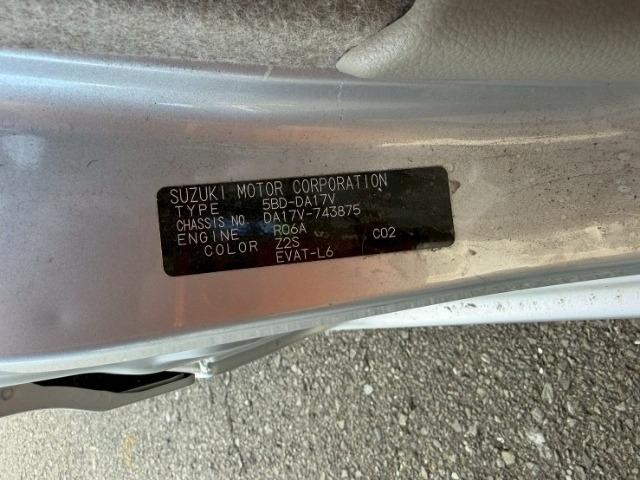 SUZUKI MOTOR CORPORATION
TYPE 5BD-DA17V
CHASSIS NO. DA17V-743875
ENGINE R06A
COLOR Z2S C02
EVAT-L6